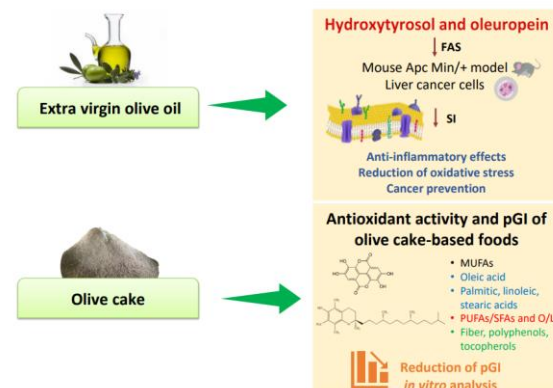 Extra virgin olive oil
Hydroxytyrosol and oleuropein
FAS
Mouse Apc Min/+ model
Liver cancer cells
SI
Anti-inflammatory effects
Reduction of oxidative stress
Cancer prevention
Olive cake
Antioxidant activity and pGI of
olive cake-based foods
• MUFAs
• Oleic acid
• Palmitic, linoleic,
stearic acids
• PUFAs/SFAs and O/L
• Fiber, polyphenols,
tocopherols
Reduction of pGI
in vitro analysis